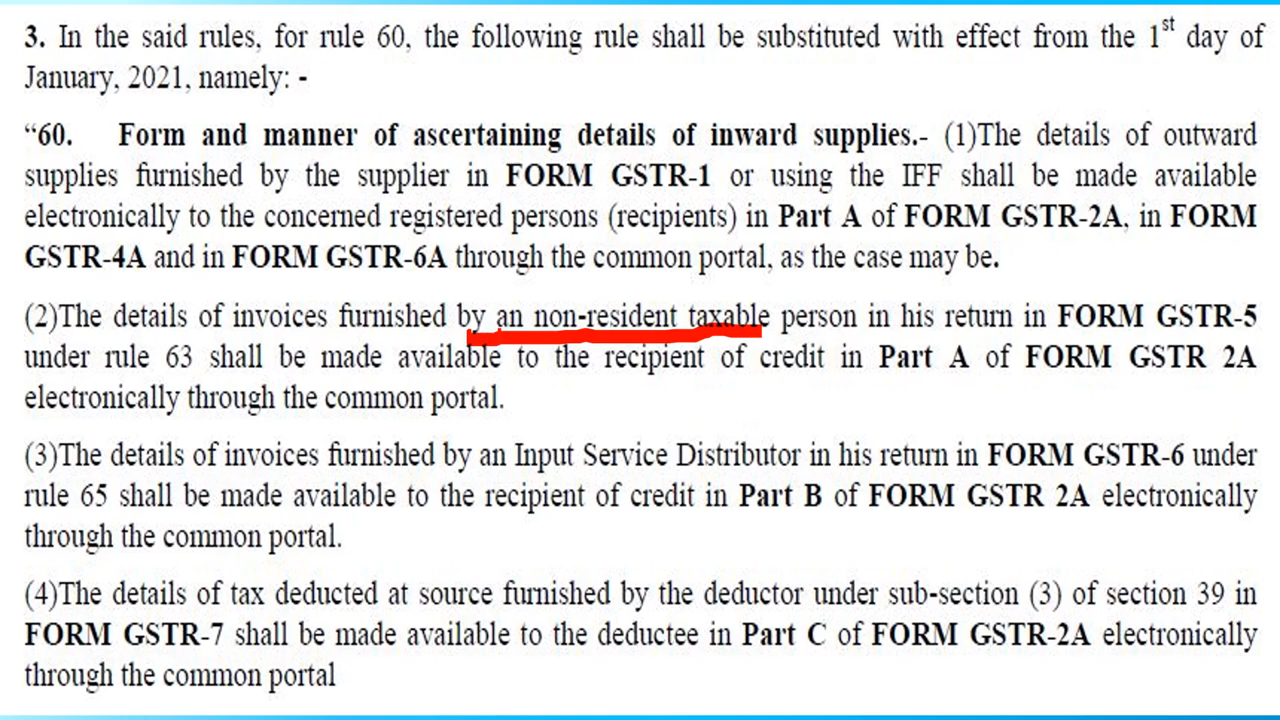 3. In the said rules, for rule 60, the following rule shall be substituted with effect from the 1st day of
January, 2021, namely: -
“60. Form and manner of ascertaining details of inward supplies.- (1)The details of outward
supplies furnished by the supplier in FORM GSTR-1 or using the IFF shall be made available
electronically to the concerned registered persons (recipients) in Part A of FORM GSTR-2A, in FORM
GSTR-4A and in FORM GSTR-6A through the common portal, as the case may be.
(2)The details of invoices furnished by an non-resident taxable person in his return in FORM GSTR-5
under rule 63 shall be made available to the recipient of credit in Part A of FORM GSTR 2A
electronically through the common portal.
(3)The details of invoices furnished by an Input Service Distributor in his return in FORM GSTR-6 under
rule 65 shall be made available to the recipient of credit in Part B of FORM GSTR 2A electronically
through the common portal.
(4)The details of tax deducted at source furnished by the deductor under sub-section (3) of section 39 in
FORM GSTR-7 shall be made available to the deductee in Part C of FORM GSTR-2A electronically
through the common portal